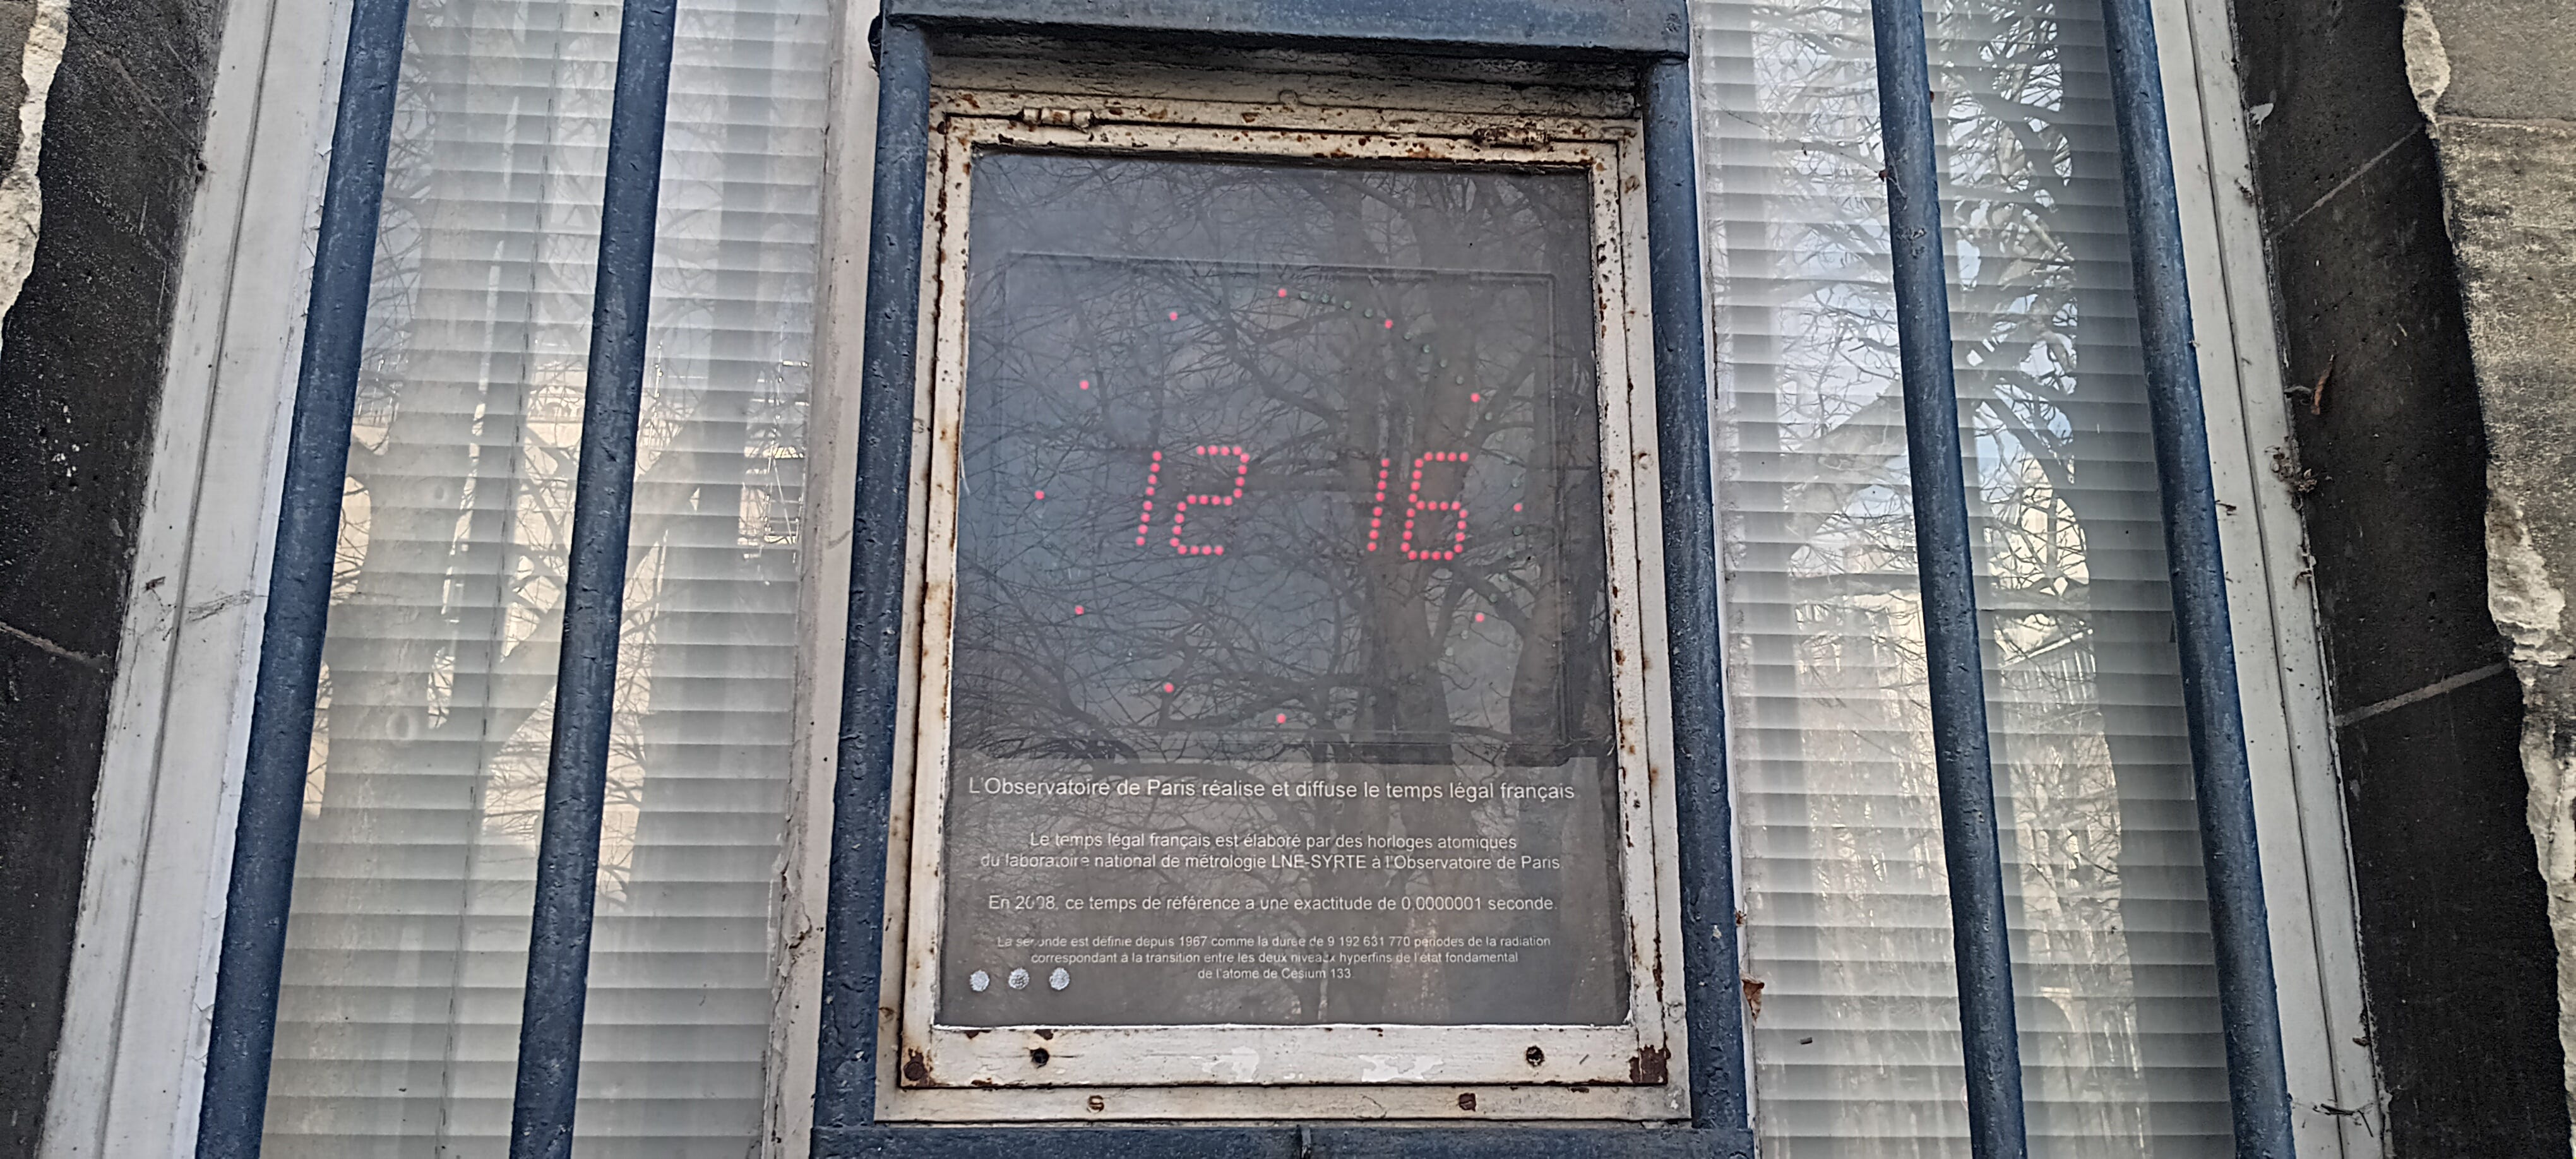 12 16
L'Observatoire de Paris réalise et diffuse le temps légal français
Le temps légal français est élaboré par des horloges atomiques
du laboratoire national de métrologie LNE-SYRTE à l'Observatoire de Paris
En 2008, ce temps de référence a une exactitude de 0,0000001 seconde.
La seconde est définie depuis 1967 comme la durée de 9 192 631 770 périodes de la radiation
correspondant à la transition entre les deux niveaux hyperfins de l'état fondamental
de l'atome de Césium 133